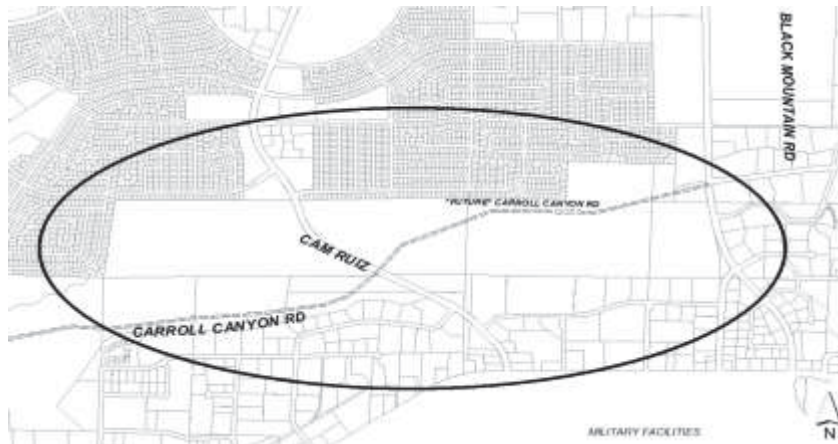 BLACK MOUNTAIN RD
"FUTURE" CARROLL CANYON RD
CAM RUIZ
CARROLL CANYON RD
MILITARY FACILITIES
N